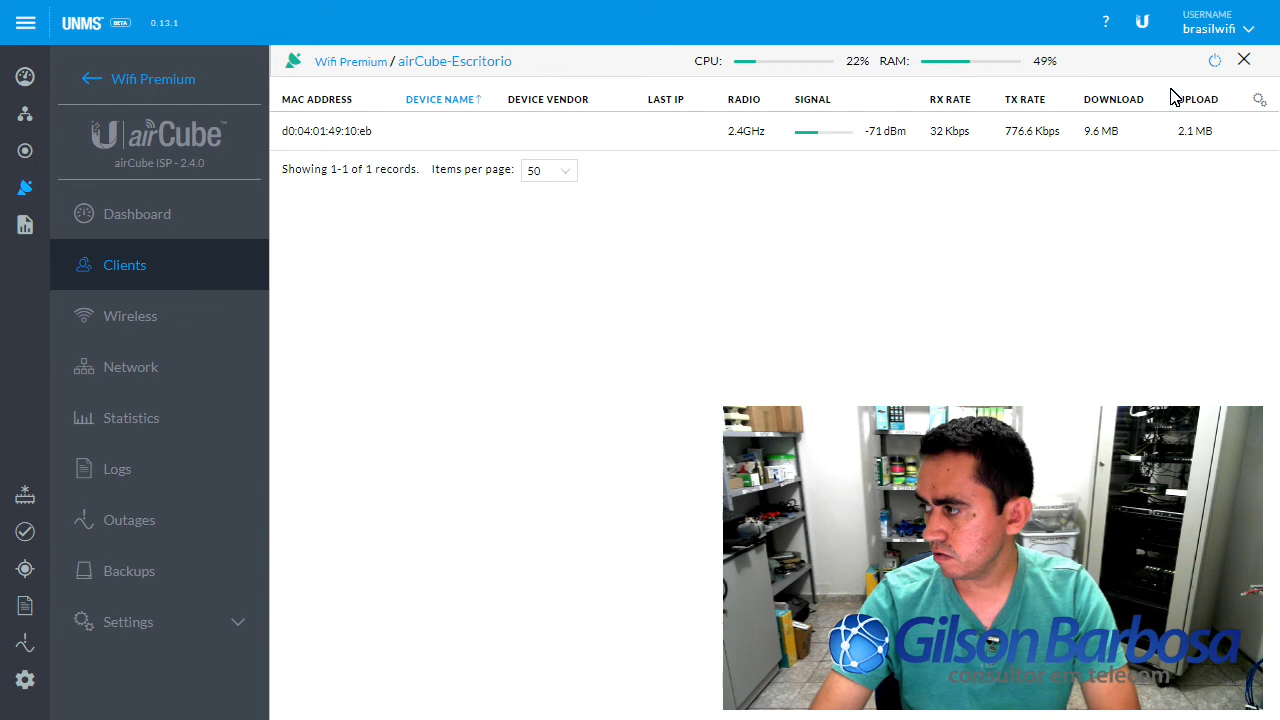 UNMS BETA 0.13.1
? USERNAME
brasilwifi
Wifi Premium
airCube™
airCube ISP - 2.4.0
Dashboard
Clients
Wireless
Network
Statistics
Logs
Outages
Backups
Settings
Wifi Premium / airCube-Escritorio CPU: 22% RAM: 49%
MAC ADDRESS DEVICE NAME↑ DEVICE VENDOR LAST IP RADIO SIGNAL RX RATE TX RATE DOWNLOAD UPLOAD
d0:04:01:49:10:eb 2.4GHz -71 dBm 32 Kbps 776.6 Kbps 9.6 MB 2.1 MB
Showing 1-1 of 1 records. Items per page: 50
Gilson Barbosa
consultor em telecom